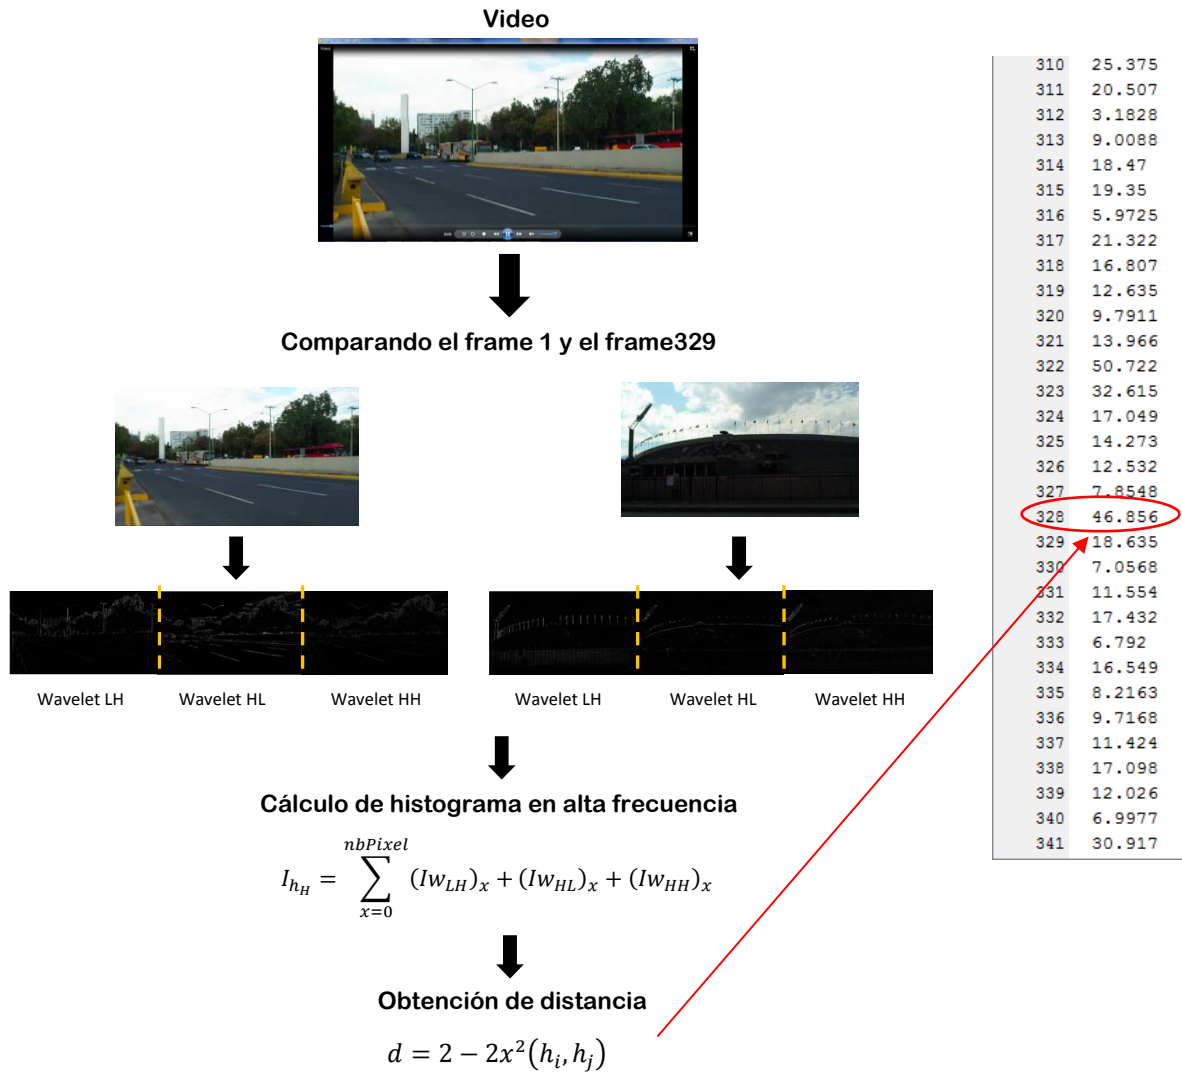 Video
Comparando el frame 1 y el frame329
Wavelet LH
Wavelet HL
Wavelet HH
Wavelet LH
Wavelet HL
Wavelet HH
Cálculo de histograma en alta frecuencia
I_{h_H} = \sum_{x=0}^{nbPixel} (Iw_{LH})_x + (Iw_{HL})_x + (Iw_{HH})_x
Obtención de distancia
d = 2 − 2x²(h_i, h_j)
310 25.375
311 20.507
312 3.1828
313 9.0088
314 18.47
315 19.35
316 5.9725
317 21.322
318 16.807
319 12.635
320 9.7911
321 13.966
322 50.722
323 32.615
324 17.049
325 14.273
326 12.532
327 7.8548
328 46.856
329 18.635
330 7.0568
331 11.554
332 17.432
333 6.792
334 16.549
335 8.2163
336 9.7168
337 11.424
338 17.098
339 12.026
340 6.9977
341 30.917